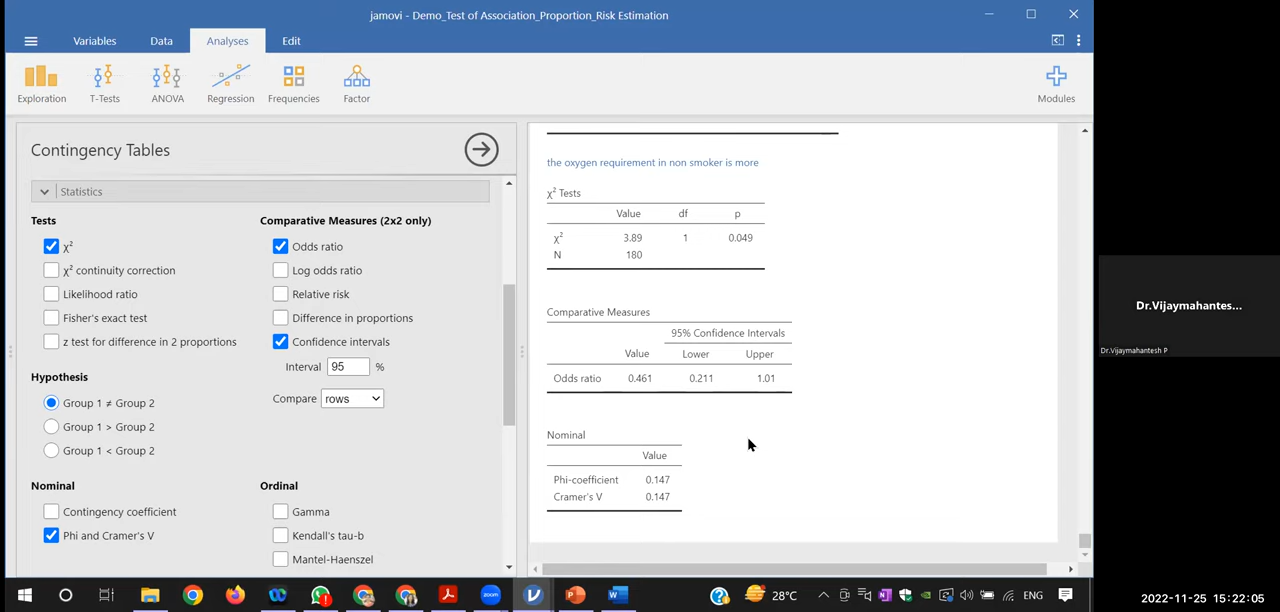 jamovi - Demo_Test of Association_Proportion_Risk Estimation
Variables Data Analyses Edit
Exploration T-Tests ANOVA Regression Frequencies Factor Modules
Contingency Tables
Statistics
Tests
χ²
χ² continuity correction
Likelihood ratio
Fisher's exact test
z test for difference in 2 proportions
Hypothesis
Group 1 ≠ Group 2
Group 1 > Group 2
Group 1 < Group 2
Nominal
Contingency coefficient
Phi and Cramer's V
Comparative Measures (2x2 only)
Odds ratio
Log odds ratio
Relative risk
Difference in proportions
Confidence intervals
Interval 95 %
Compare rows
Ordinal
Gamma
Kendall's tau-b
Mantel-Haenszel
the oxygen requirement in non smoker is more
χ² Tests
Value df p
χ² 3.89 1 0.049
N 180
Comparative Measures
95% Confidence Intervals
Value Lower Upper
Odds ratio 0.461 0.211 1.01
Nominal
Value
Phi-coefficient 0.147
Cramer's V 0.147
Dr.Vijaymahantes...
Dr.Vijaymahantesh P
28°C ENG
2022-11-25 15:22:05